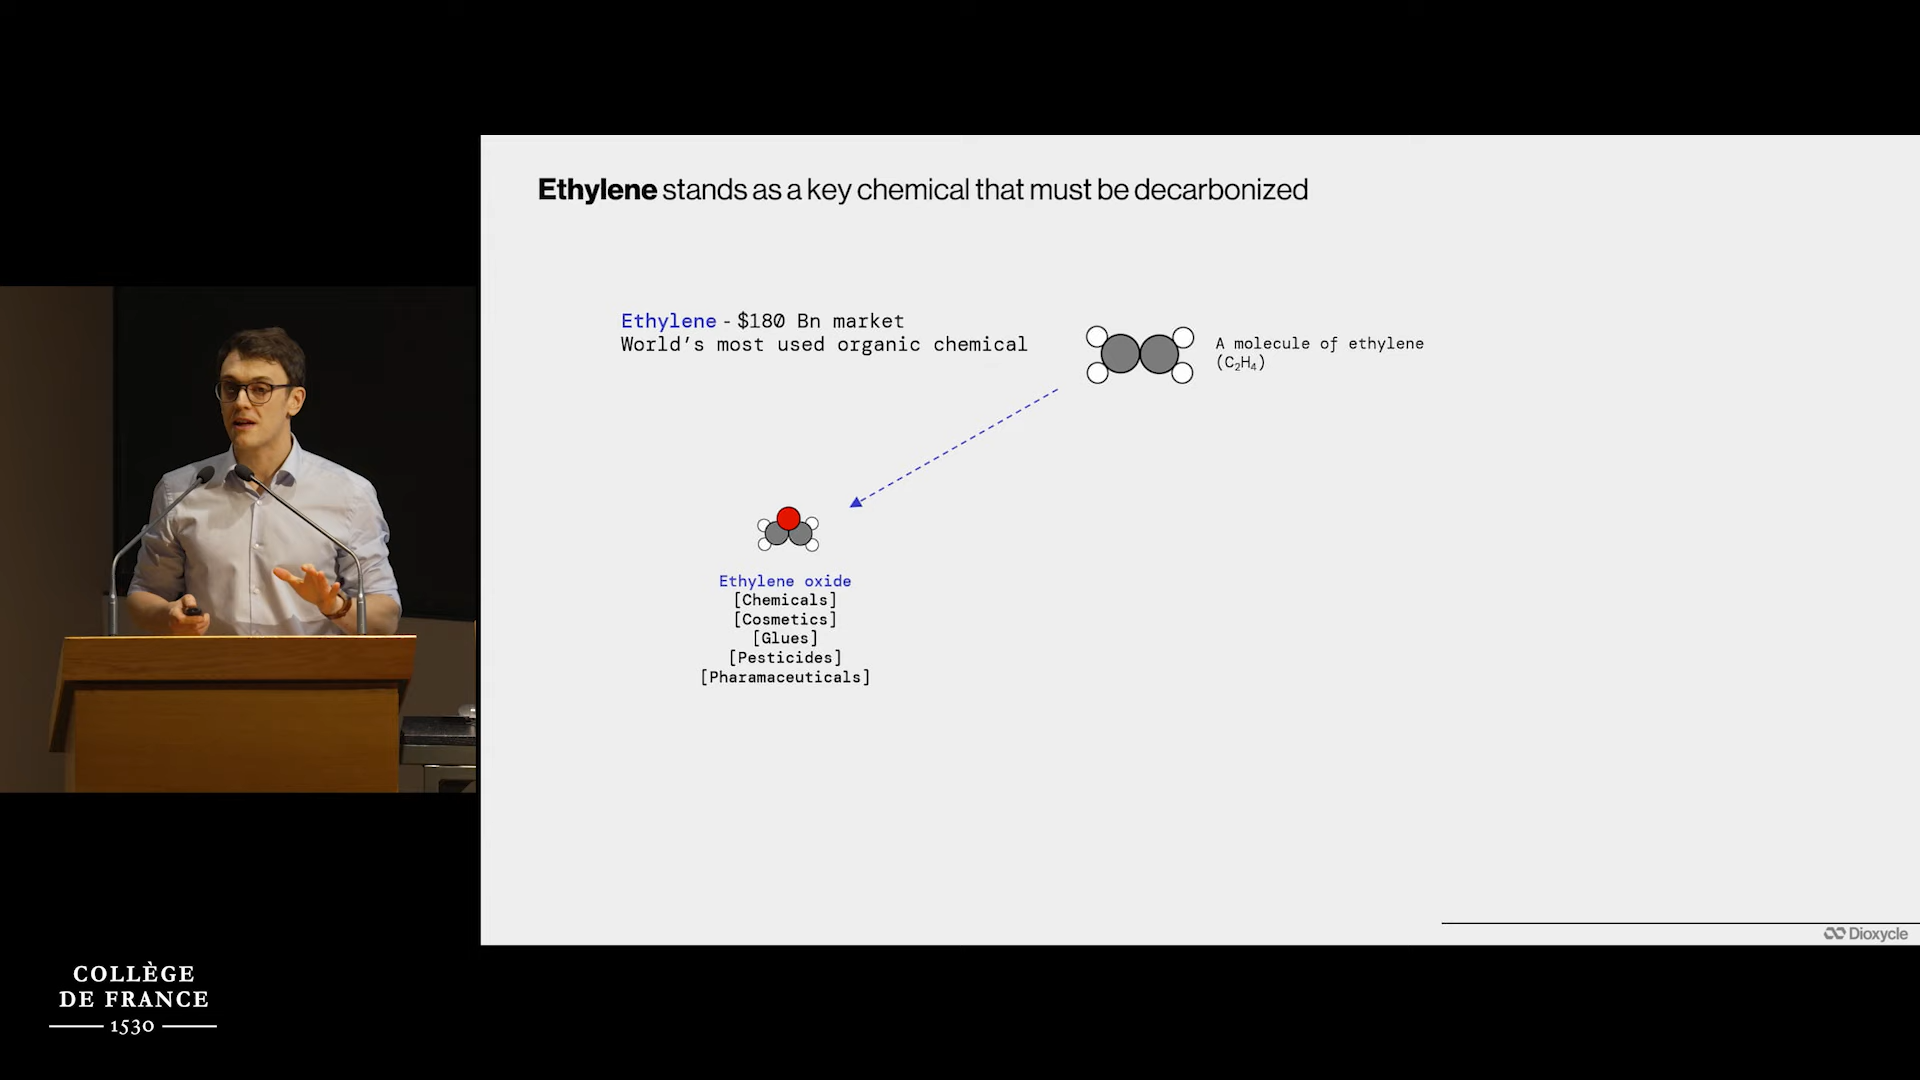 Ethylene stands as a key chemical that must be decarbonized
Ethylene - $180 Bn market
World's most used organic chemical
A molecule of ethylene
(C₂H₄)
Ethylene oxide
[Chemicals]
[Cosmetics]
[Glues]
[Pesticides]
[Pharamaceuticals]
Dioxycle
COLLÈGE
DE FRANCE
1530